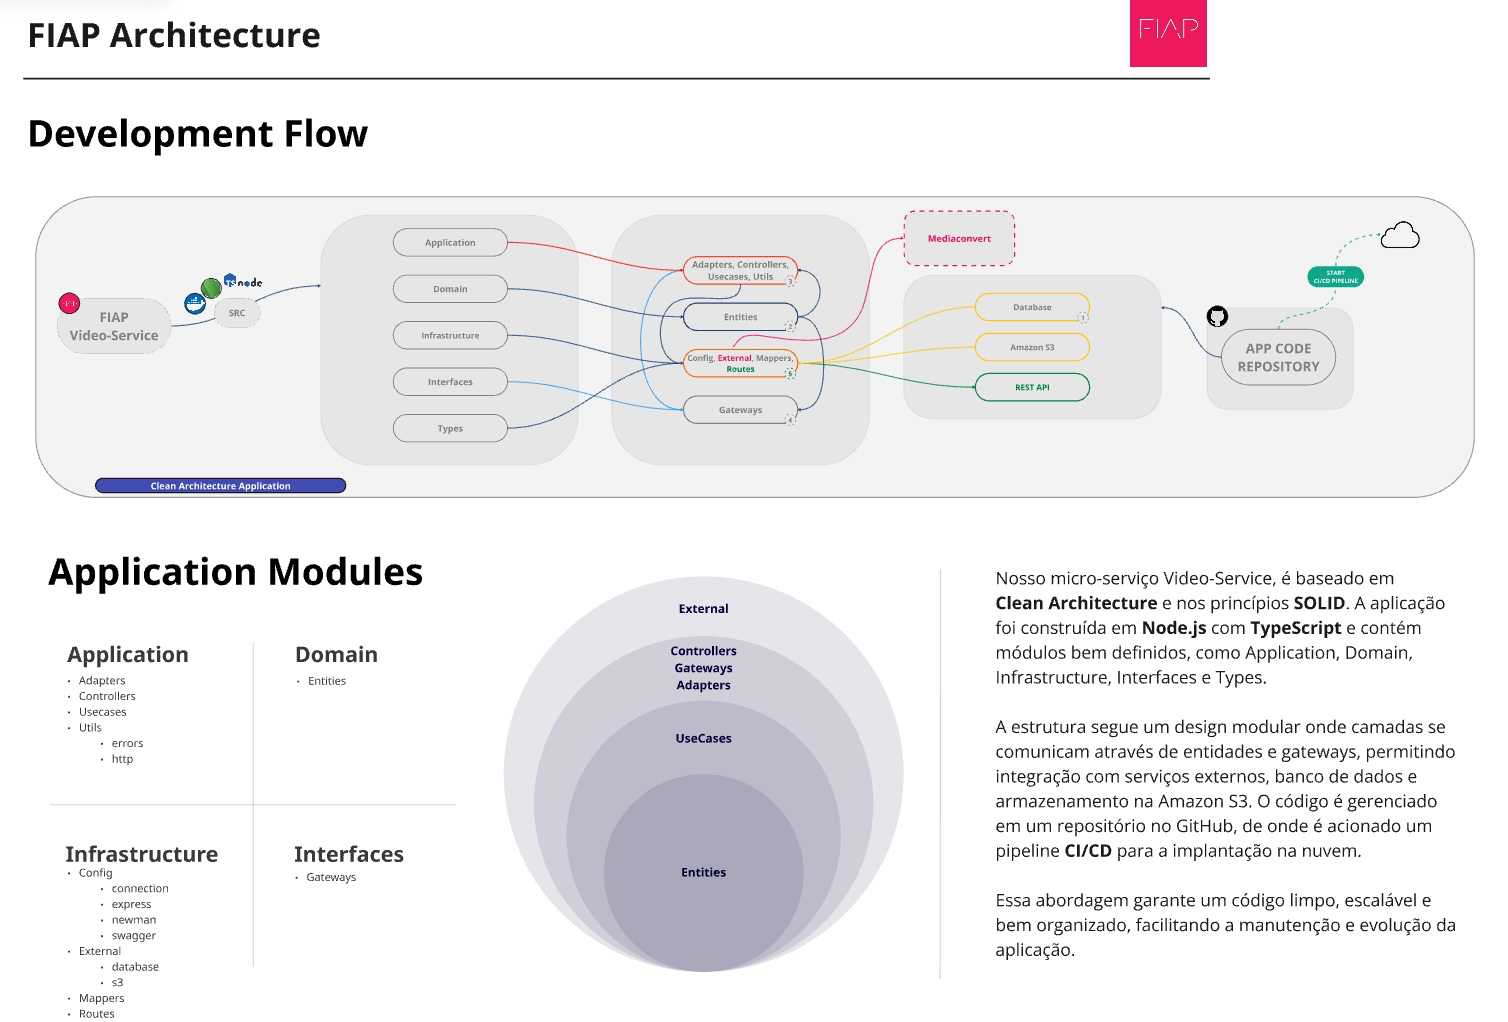 FIAP Architecture
FIAP
Development Flow
FIAP
Video-Service
TS node
SRC
Application
Domain
Infrastructure
Interfaces
Types
Adapters, Controllers,
Usecases, Utils
3
Entities
2
Config, External, Mappers,
Routes
5
Gateways
4
Mediaconvert
Database
1
Amazon S3
REST API
APP CODE
REPOSITORY
START
CI/CD PIPELINE
Clean Architecture Application
Application Modules
Application
· Adapters
· Controllers
· Usecases
· Utils
· errors
· http
Domain
· Entities
Infrastructure
· Config
· connection
· express
· newman
· swagger
· External
· database
· s3
· Mappers
· Routes
Interfaces
· Gateways
External
Controllers
Gateways
Adapters
UseCases
Entities
Nosso micro-serviço Video-Service, é baseado em
Clean Architecture e nos princípios SOLID. A aplicação
foi construída em Node.js com TypeScript e contém
módulos bem definidos, como Application, Domain,
Infrastructure, Interfaces e Types.
A estrutura segue um design modular onde camadas se
comunicam através de entidades e gateways, permitindo
integração com serviços externos, banco de dados e
armazenamento na Amazon S3. O código é gerenciado
em um repositório no GitHub, de onde é acionado um
pipeline CI/CD para a implantação na nuvem.
Essa abordagem garante um código limpo, escalável e
bem organizado, facilitando a manutenção e evolução da
aplicação.